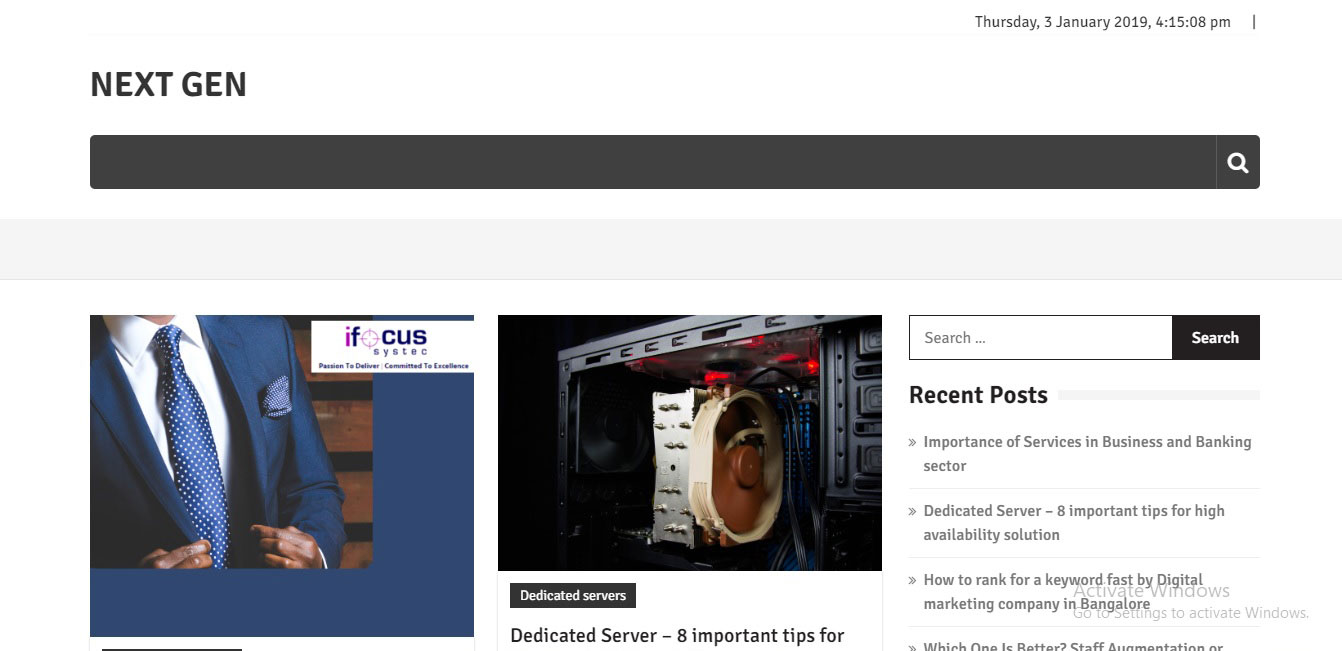 Thursday, 3 January 2019, 4:15:08 pm |
NEXT GEN
ifocus
systec
Passion To Deliver | Committed To Excellence
Dedicated servers
Dedicated Server – 8 important tips for
Search ...
Search
Recent Posts
» Importance of Services in Business and Banking
sector
» Dedicated Server – 8 important tips for high
availability solution
» How to rank for a keyword fast by Digital
marketing company in Bangalore
» Which One Is Better? Staff Augmentation or
Activate Windows
Go to Settings to activate Windows.